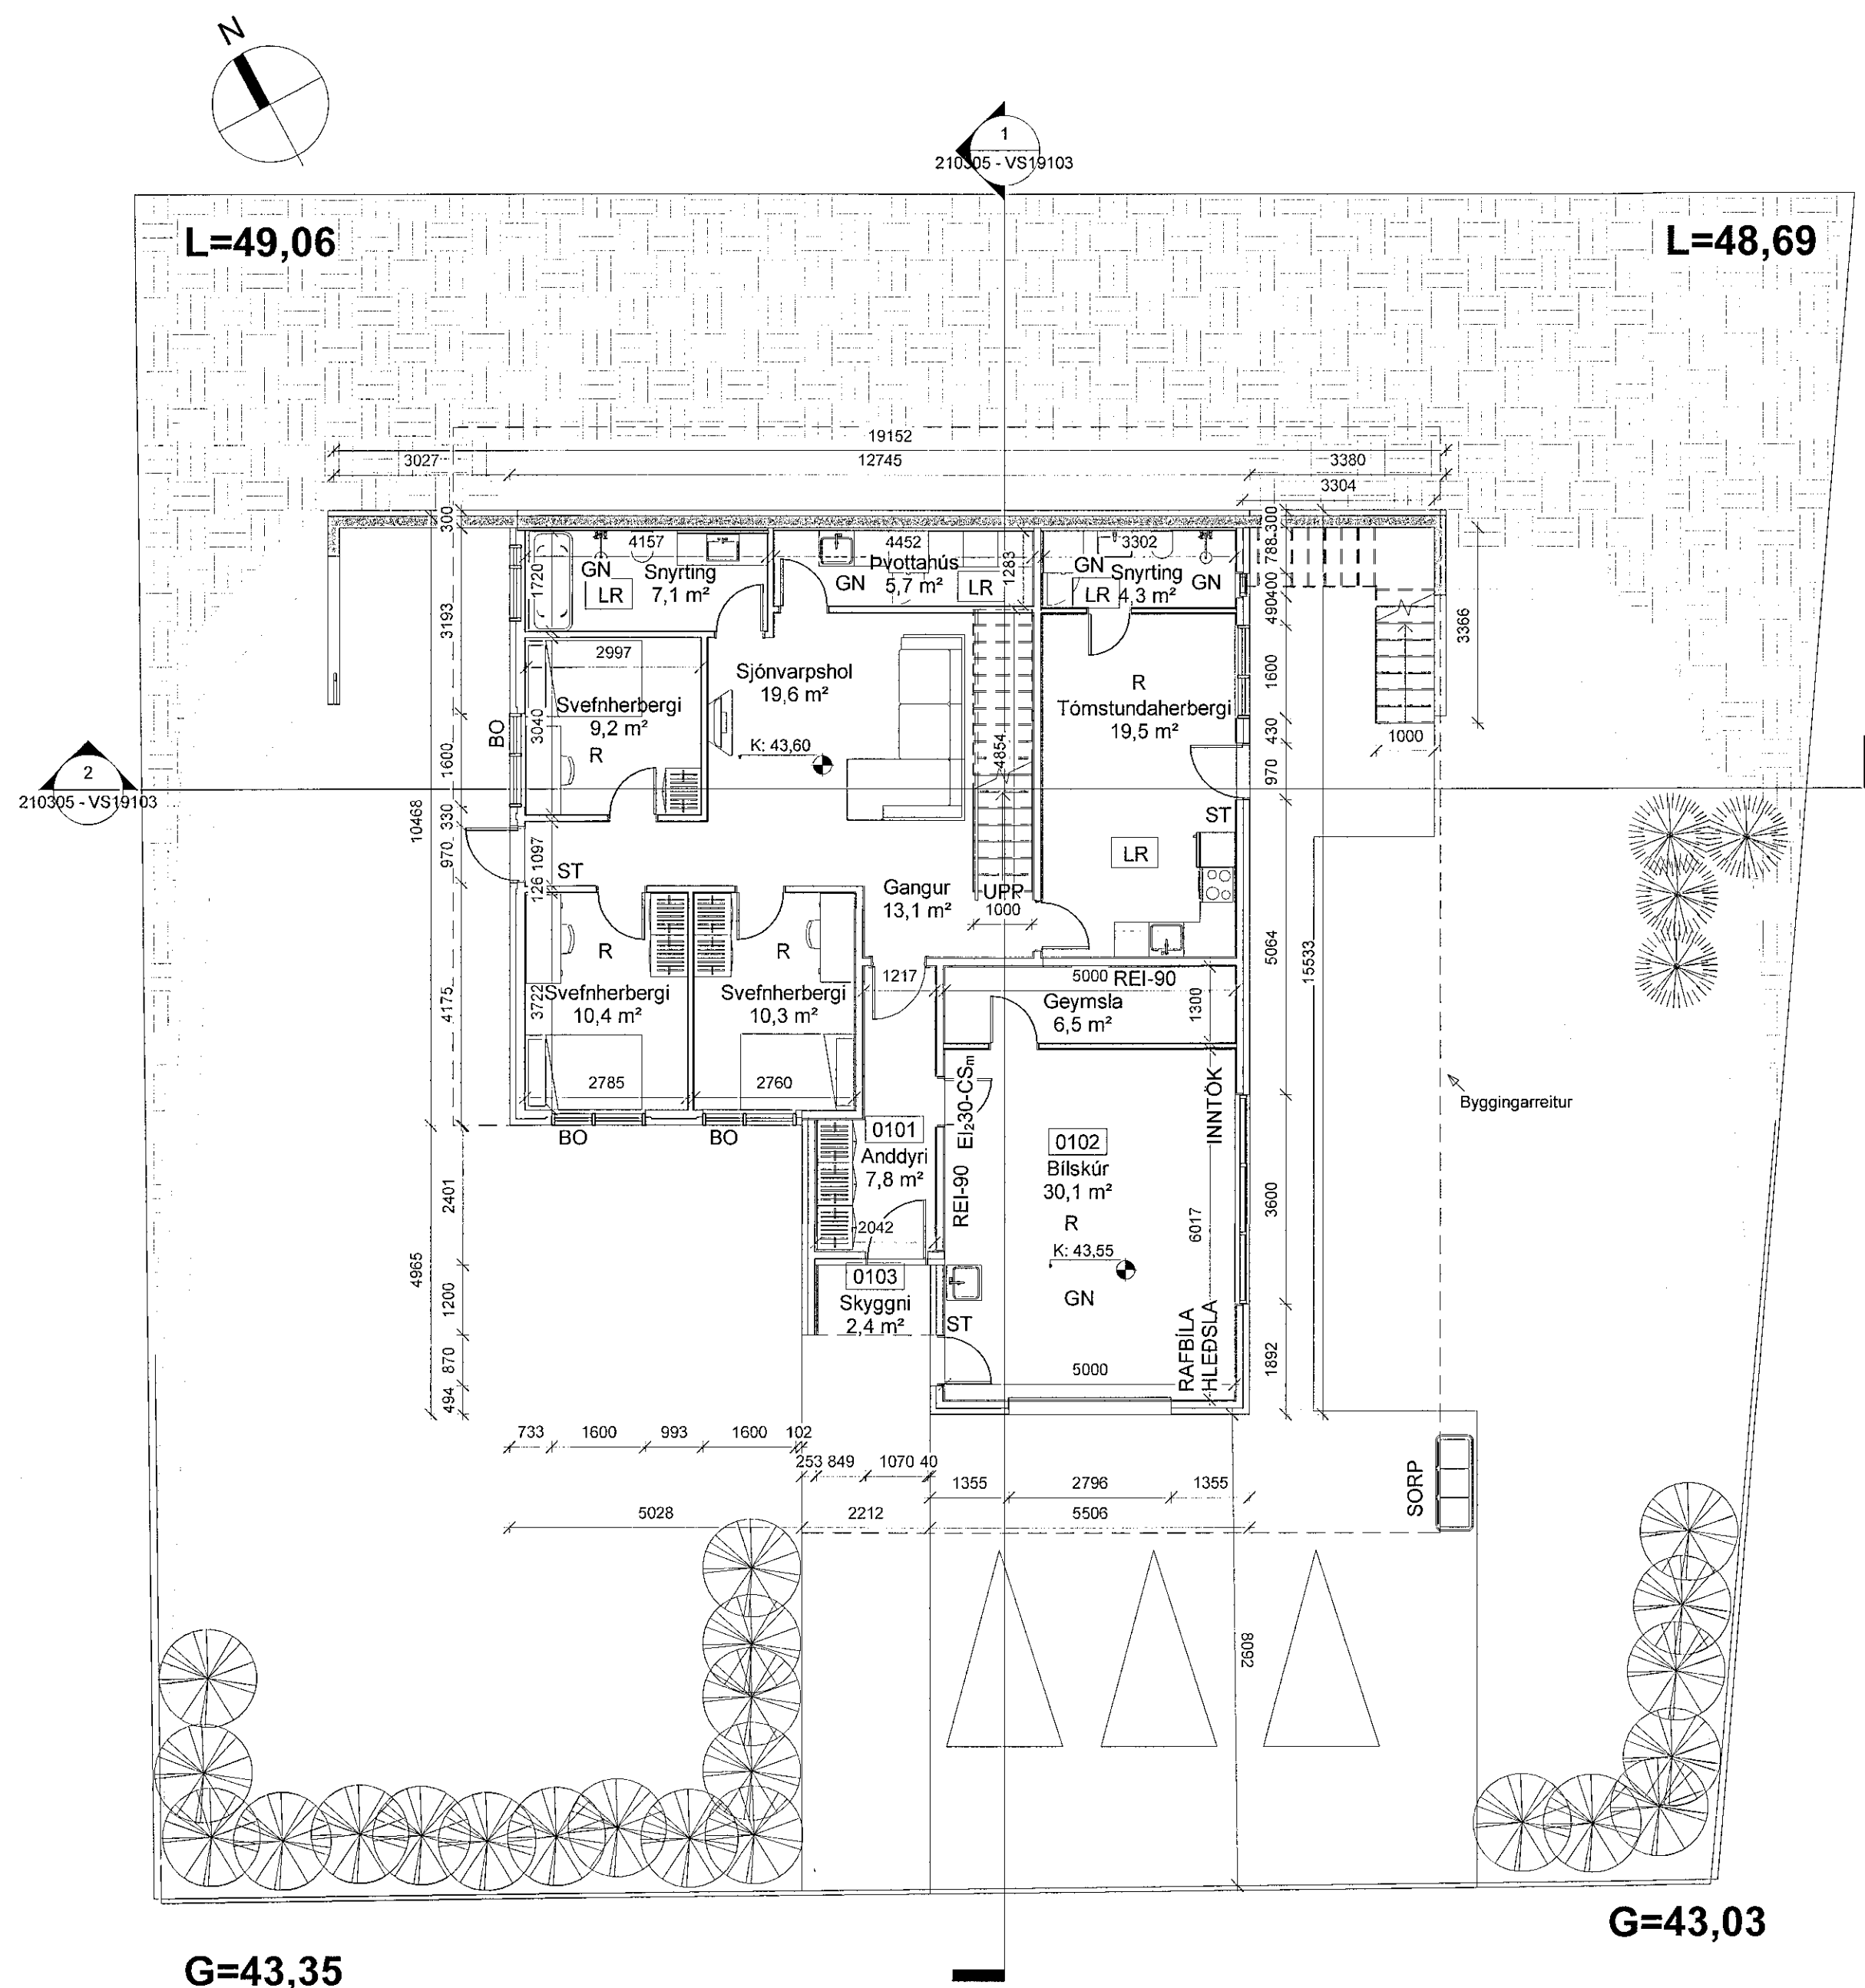 N
1
210305 - VS19103
L=49,06
L=48,69
19152
3027
12745
3380
3304
300
4157
4452
3302
300
788
GN
Snyrting
7,1 m²
LR
1720
Þvottahús
5,7 m²
GN
LR
1283
GN
Snyrting
4,3 m²
LR
GN
400
490
3193
3366
2997
Svefnherbergi
9,2 m²
3040
R
BO
Sjónvarpshol
19,6 m²
K: 43,60
4854
R
Tómstundaherbergi
19,5 m²
1600
430
1000
2
210305 - VS19103
1600
970
10468
330
ST
970
1097
ST
LR
126
Gangur
13,1 m²
UPP
1000
R
R
5064
15533
1217
5000
REI-90
Svefnherbergi
10,4 m²
3722
Svefnherbergi
10,3 m²
Geymsla
6,5 m²
1300
4175
2785
2760
EI₂30-CSm
INNTÖK
Byggingarreitur
BO
BO
0101
Anddyri
7,8 m²
0102
Bílskúr
30,1 m²
REI-90
2401
3600
R
6017
2042
K: 43,55
4965
0103
Skyggni
2,4 m²
GN
1200
ST
RAFBÍLA
HLEÐSLA
1892
870
5000
494
733
1600
993
1600
102
253
849
1070
40
1355
2796
1355
SORP
5028
2212
5506
8092
G=43,03
G=43,35